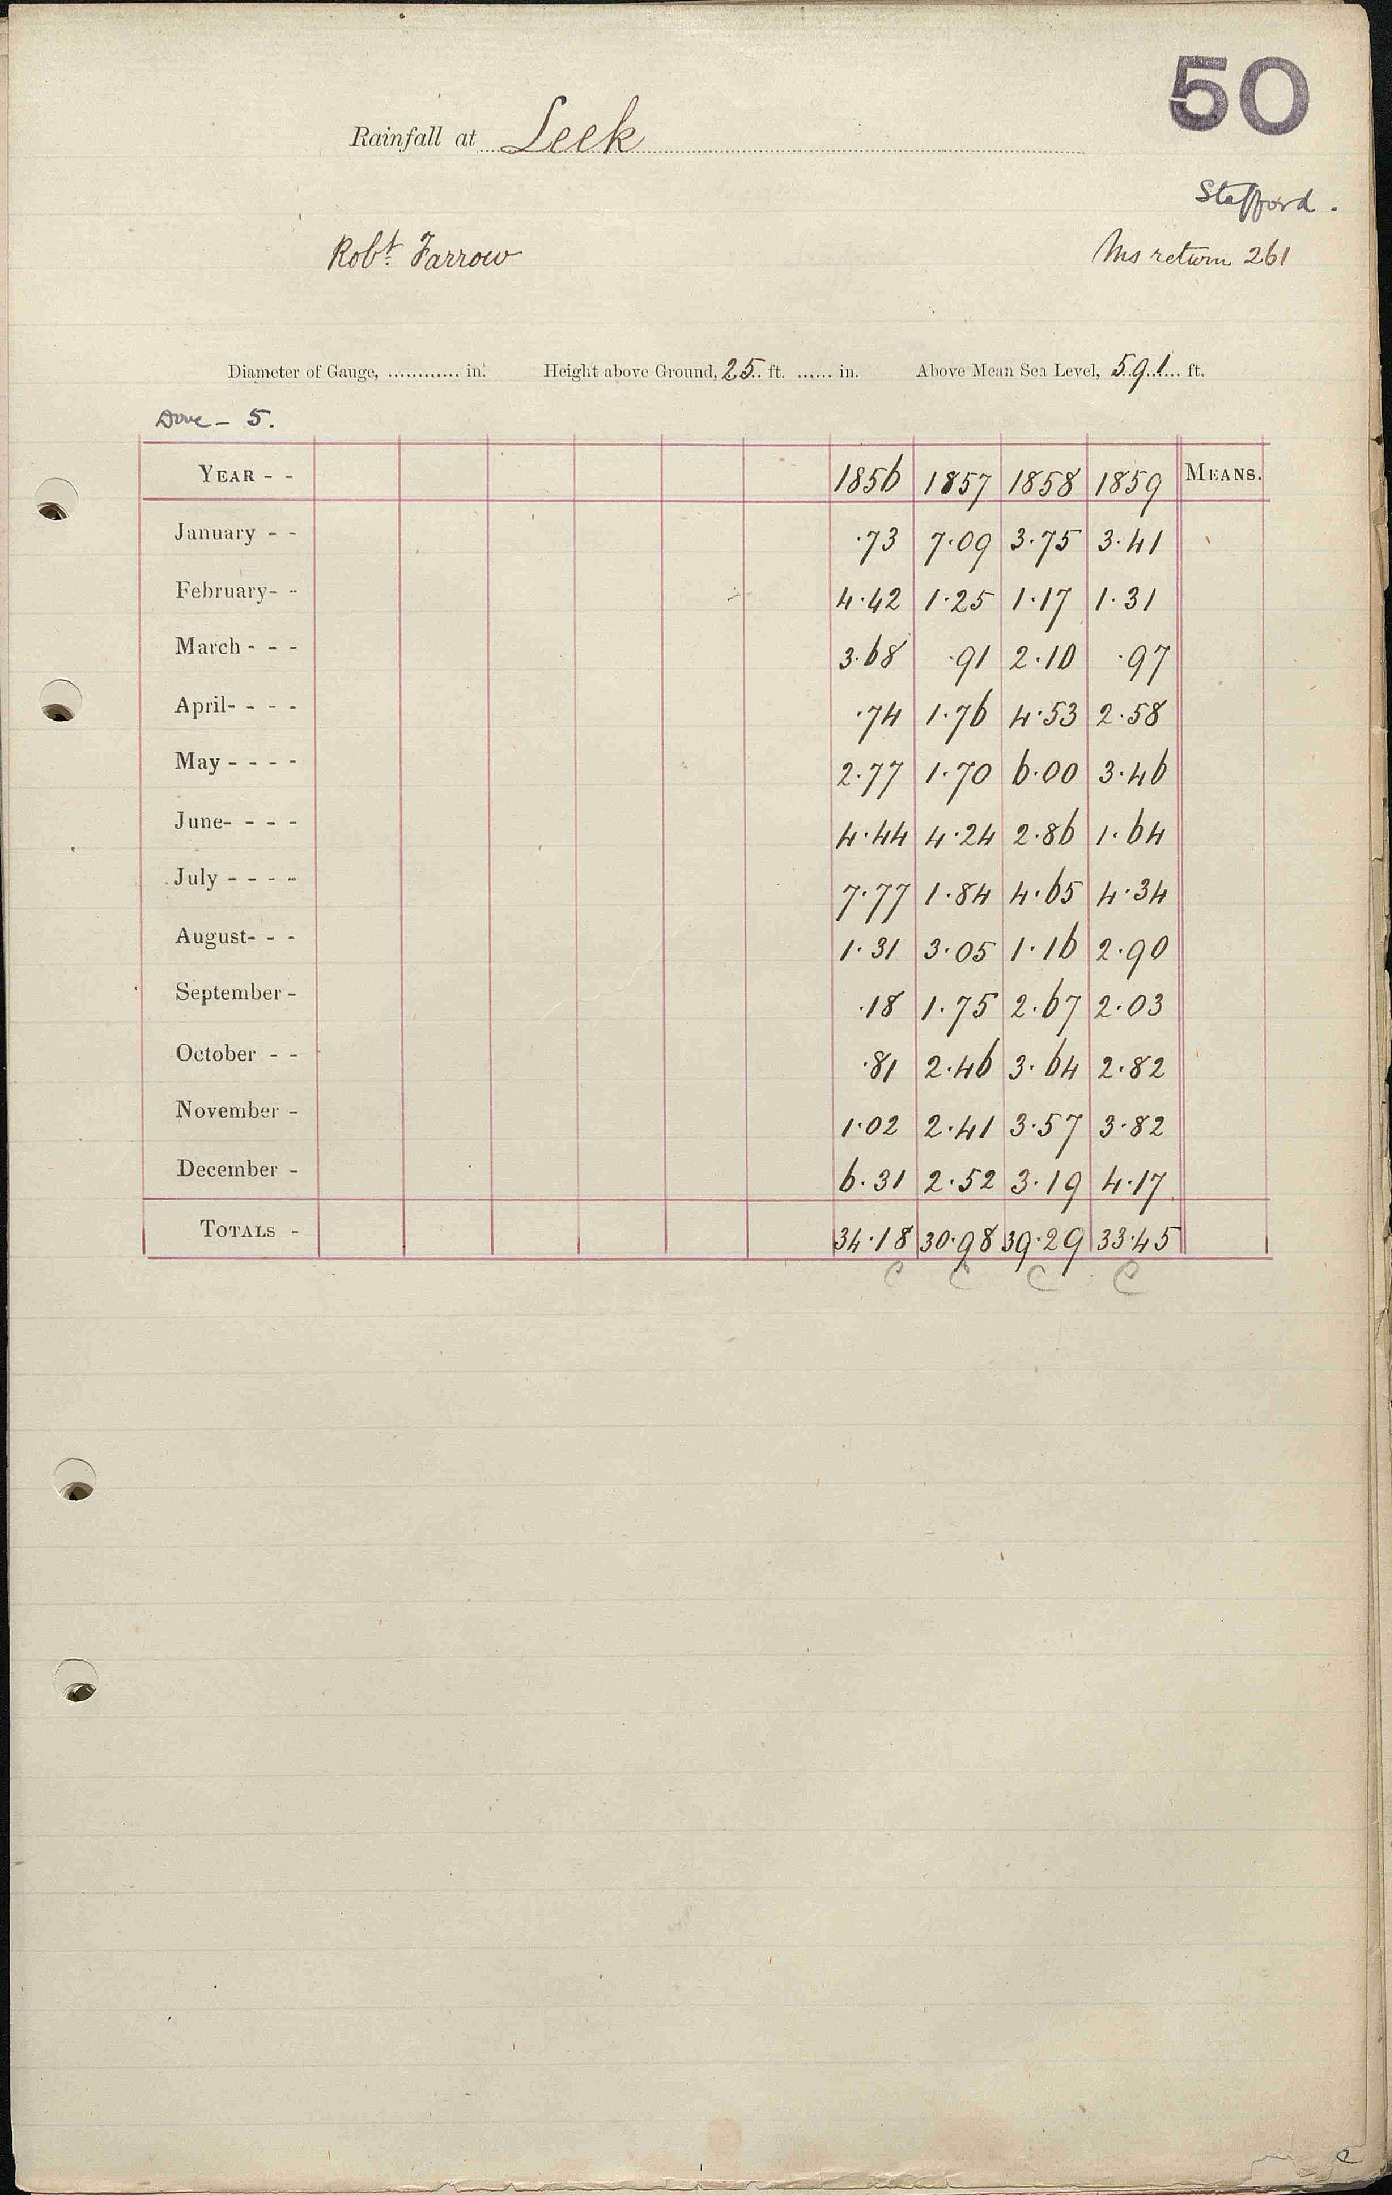 50
Rainfall at Leek
Stafford.
Robt. Farrow Ms return 261
Diameter of Gauge, ............ in. Height above Ground, 25 ft. ...... in. Above Mean Sea Level, 591 ft.
Dove - 5.
YEAR - - 1856 1857 1858 1859 MEANS.
January - - .73 7.09 3.75 3.41
February- - 4.42 1.25 1.17 1.31
March - - - 3.68 .91 2.10 .97
April- - - - .74 1.76 4.53 2.58
May - - - - 2.77 1.70 6.00 3.46
June- - - - 4.44 4.24 2.86 1.64
July - - - - 7.77 1.84 4.65 4.34
August- - - 1.31 3.05 1.16 2.90
September - .18 1.75 2.67 2.03
October - - .81 2.46 3.64 2.82
November - 1.02 2.41 3.57 3.82
December - 6.31 2.52 3.19 4.17
TOTALS - 34.18 30.98 39.29 33.45
C C C C